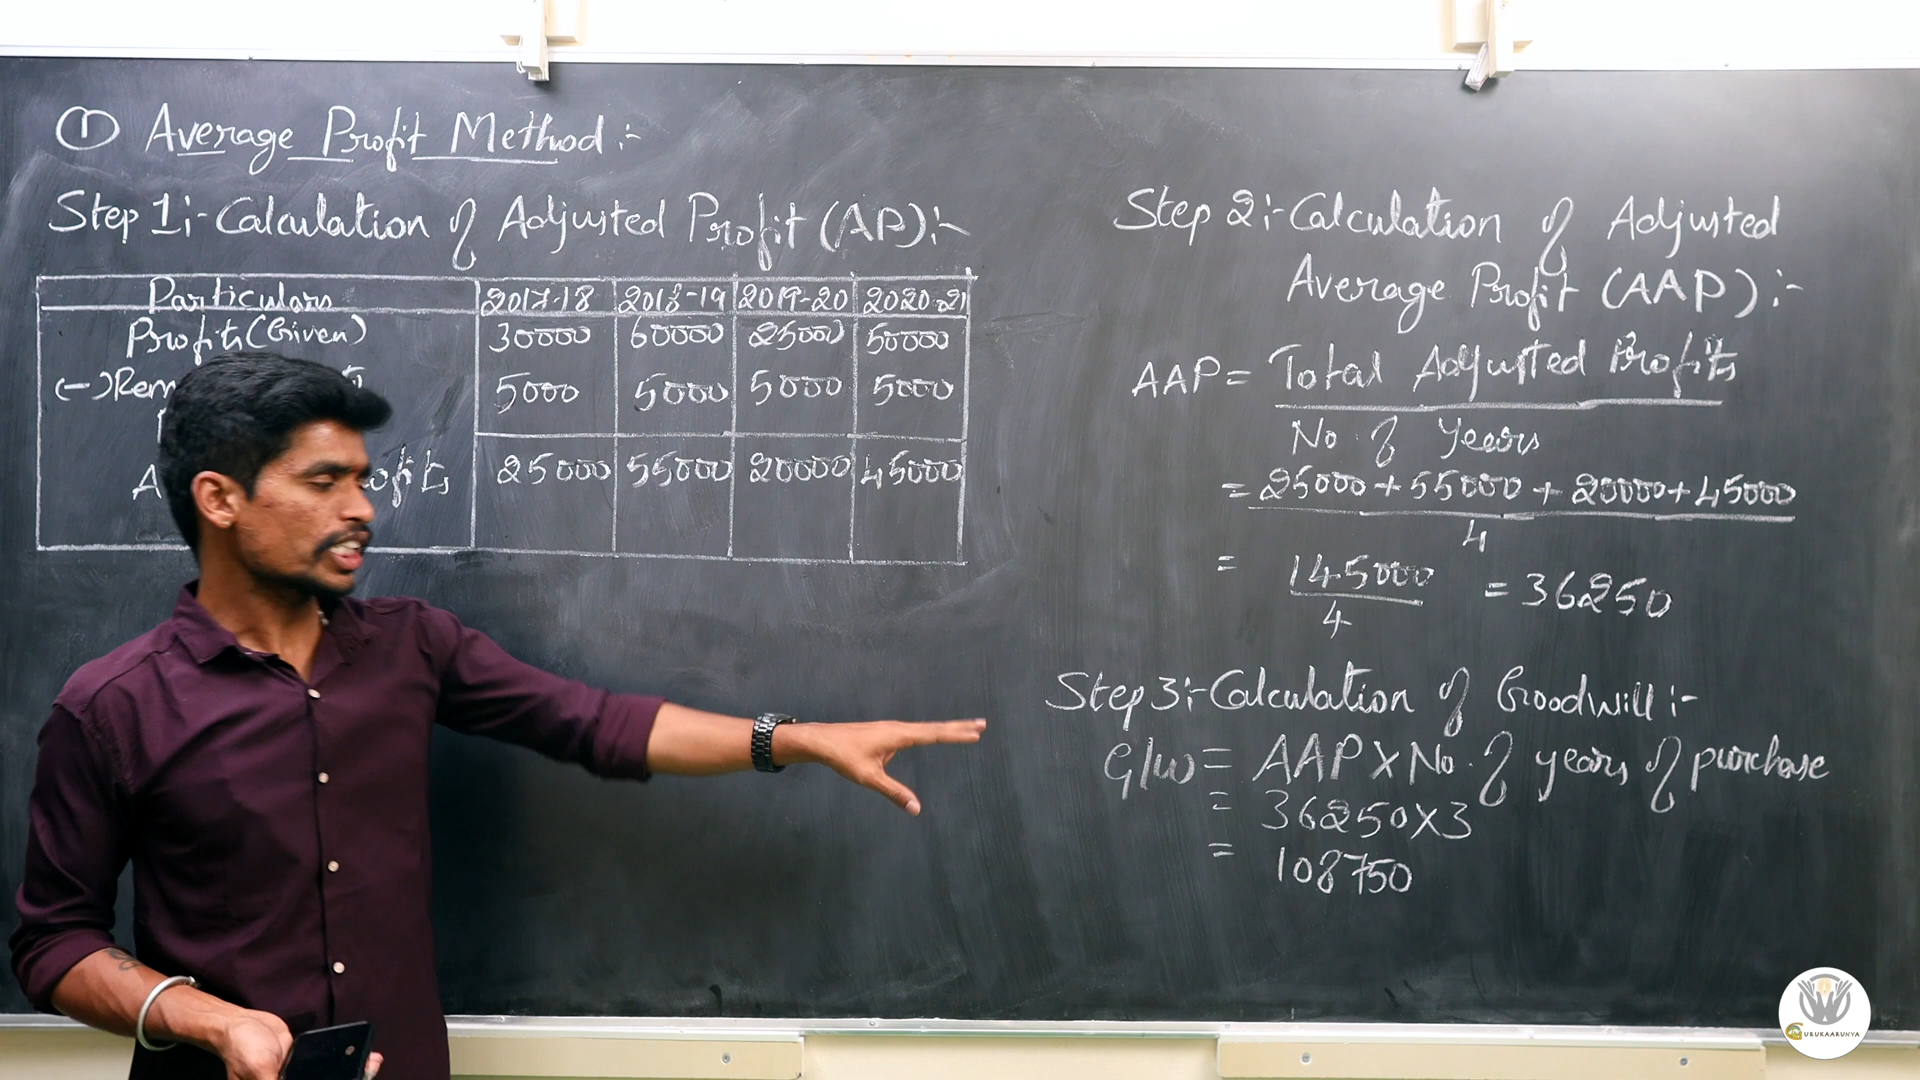 ① Average Profit Method:-
Step 1:- Calculation of Adjusted Profit (AP):-
Particulars 2017-18 2018-19 2019-20 2020-21
Profits (Given) 30000 60000 25000 50000
(-) 5000 5000 5000 5000
25000 55000 20000 45000
Step 2:- Calculation of Adjusted
Average Profit (AAP):-
AAP = Total Adjusted Profits
No. of Years
= 25000 + 55000 + 20000 + 45000
4
= 145000 = 36250
4
Step 3:- Calculation of Goodwill:-
G/w = AAP X No. of years of purchase
= 36250 X 3
= 108750
GURUKAARUNYA